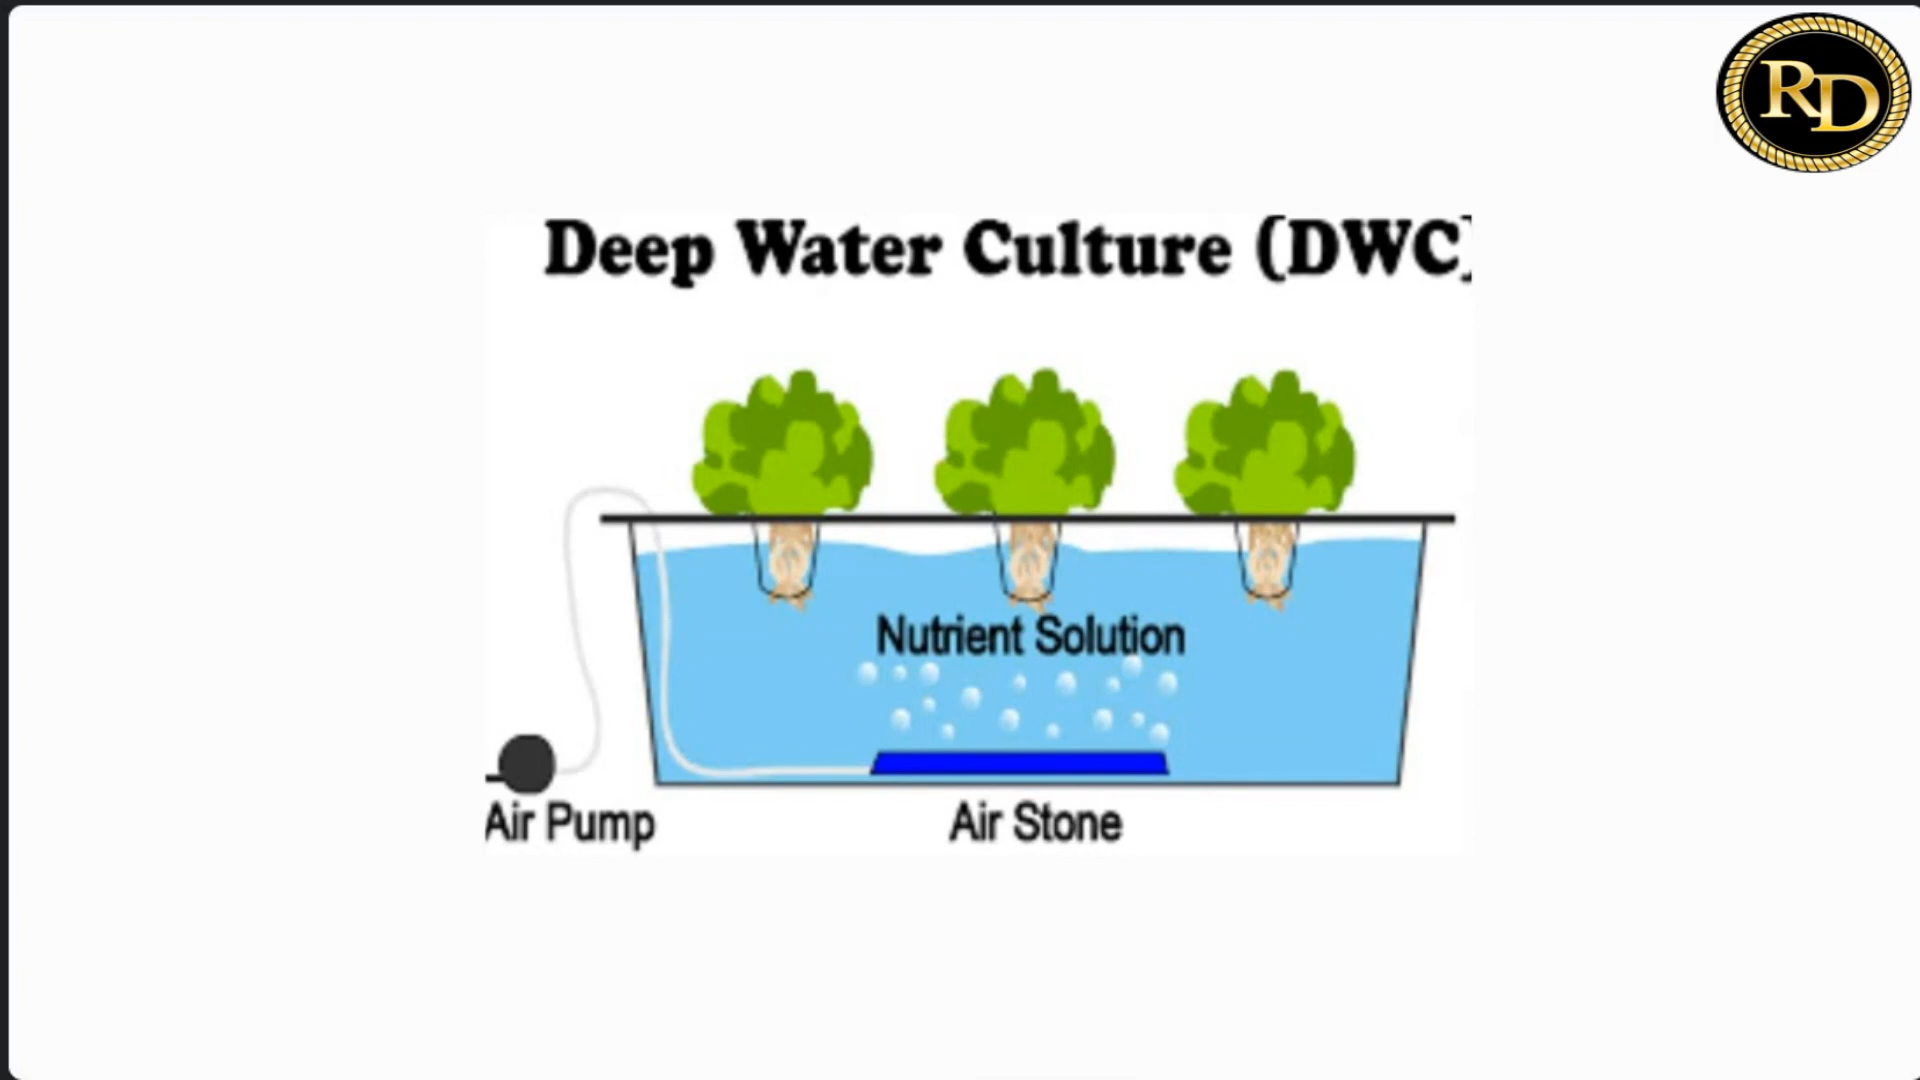 RD
Deep Water Culture (DWC)
Nutrient Solution
Air Pump
Air Stone